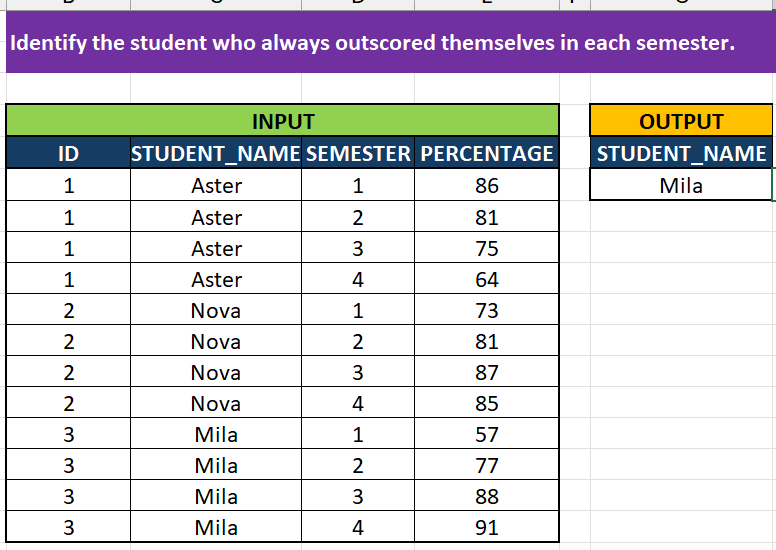 Identify the student who always outscored themselves in each semester.
INPUT OUTPUT
ID STUDENT_NAME SEMESTER PERCENTAGE STUDENT_NAME
1 Aster 1 86 Mila
1 Aster 2 81
1 Aster 3 75
1 Aster 4 64
2 Nova 1 73
2 Nova 2 81
2 Nova 3 87
2 Nova 4 85
3 Mila 1 57
3 Mila 2 77
3 Mila 3 88
3 Mila 4 91